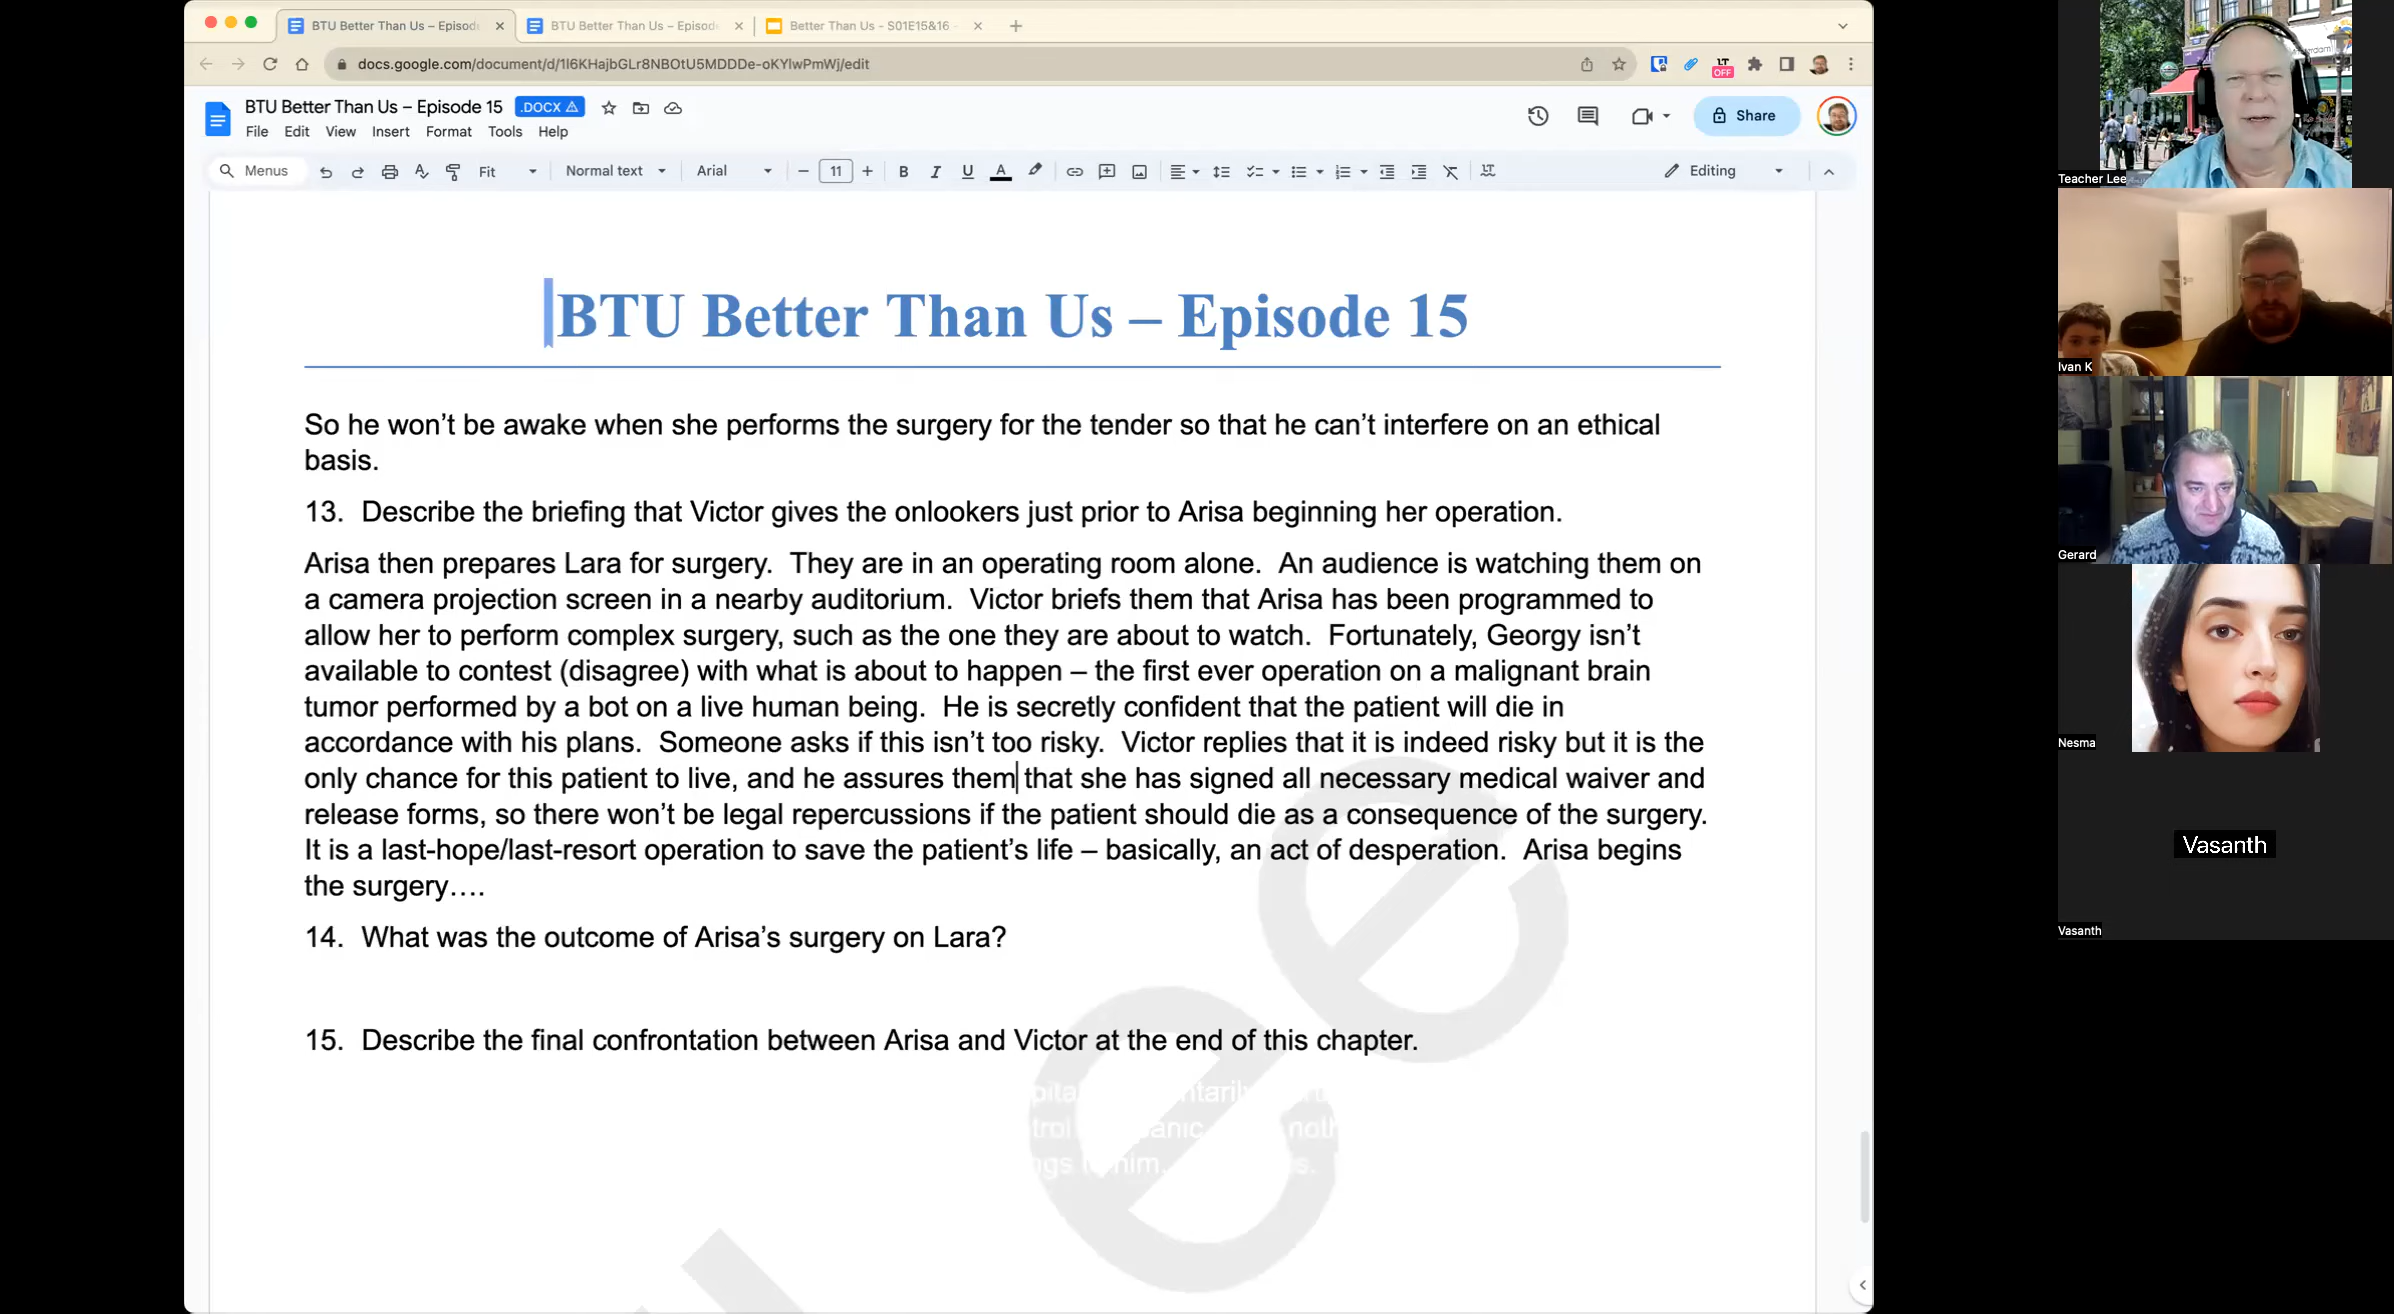 BTU Better Than Us – Episod
BTU Better Than Us – Episod
Better Than Us - S01E15&16
docs.google.com/document/d/1I6KHajbGLr8NBOtU5MDDDe-oKYlwPmWj/edit
LT
OFF
BTU Better Than Us – Episode 15
.DOCX
File Edit View Insert Format Tools Help
Share
Menus
Fit
Normal text
Arial
11
B I U A
Editing
BTU Better Than Us – Episode 15
So he won't be awake when she performs the surgery for the tender so that he can't interfere on an ethical
basis.
13. Describe the briefing that Victor gives the onlookers just prior to Arisa beginning her operation.
Arisa then prepares Lara for surgery. They are in an operating room alone. An audience is watching them on
a camera projection screen in a nearby auditorium. Victor briefs them that Arisa has been programmed to
allow her to perform complex surgery, such as the one they are about to watch. Fortunately, Georgy isn't
available to contest (disagree) with what is about to happen – the first ever operation on a malignant brain
tumor performed by a bot on a live human being. He is secretly confident that the patient will die in
accordance with his plans. Someone asks if this isn't too risky. Victor replies that it is indeed risky but it is the
only chance for this patient to live, and he assures them that she has signed all necessary medical waiver and
release forms, so there won't be legal repercussions if the patient should die as a consequence of the surgery.
It is a last-hope/last-resort operation to save the patient's life – basically, an act of desperation. Arisa begins
the surgery….
14. What was the outcome of Arisa's surgery on Lara?
15. Describe the final confrontation between Arisa and Victor at the end of this chapter.
Teacher Lee
Ivan K
Gerard
Nesma
Vasanth
Vasanth